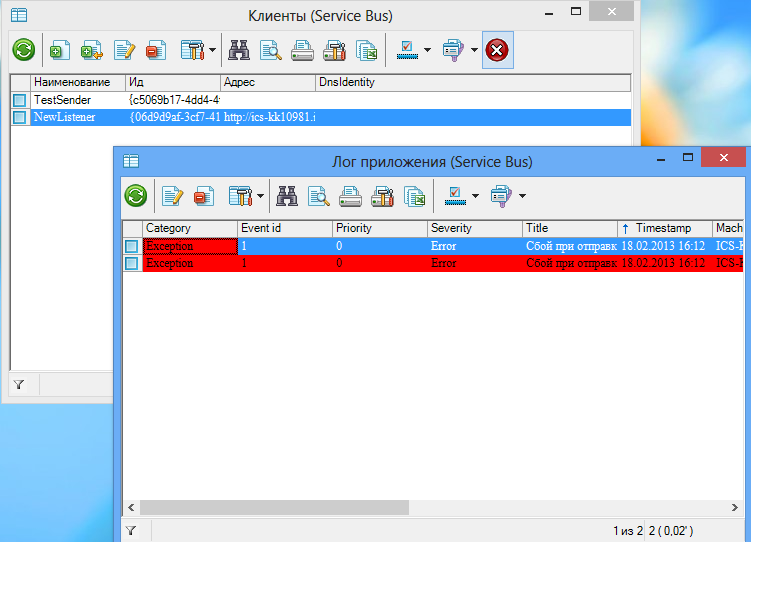 Клиенты (Service Bus)
Наименование Ид Адрес DnsIdentity
TestSender {c5069b17-4dd4-4
NewListener {06d9d9af-3cf7-41 http://ics-kk10981.i
Лог приложения (Service Bus)
Category Event id Priority Severity Title Timestamp Mach
Exception 1 0 Error Сбой при отправк 18.02.2013 16:12 ICS-K
Exception 1 0 Error Сбой при отправк 18.02.2013 16:12 ICS-K
1 из 2 2 ( 0,02' )